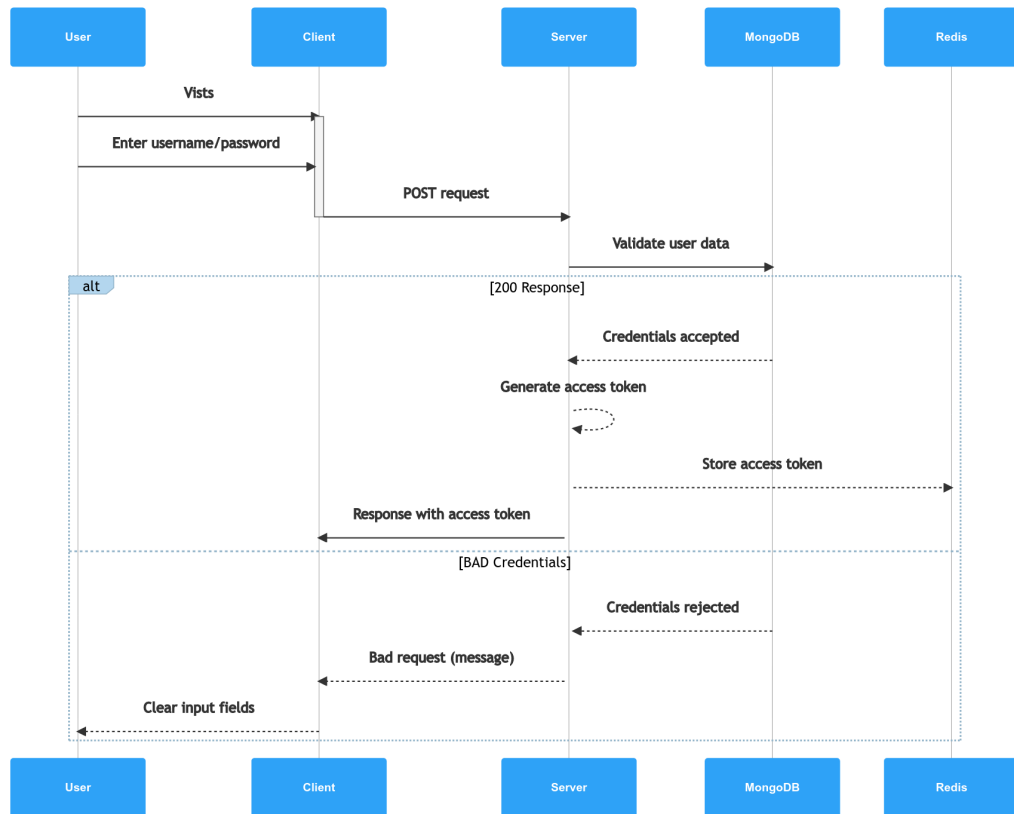 User Client Server MongoDB Redis
Vists
Enter username/password
POST request
Validate user data
alt [200 Response]
Credentials accepted
Generate access token
Store access token
Response with access token
[BAD Credentials]
Credentials rejected
Bad request (message)
Clear input fields
User Client Server MongoDB Redis